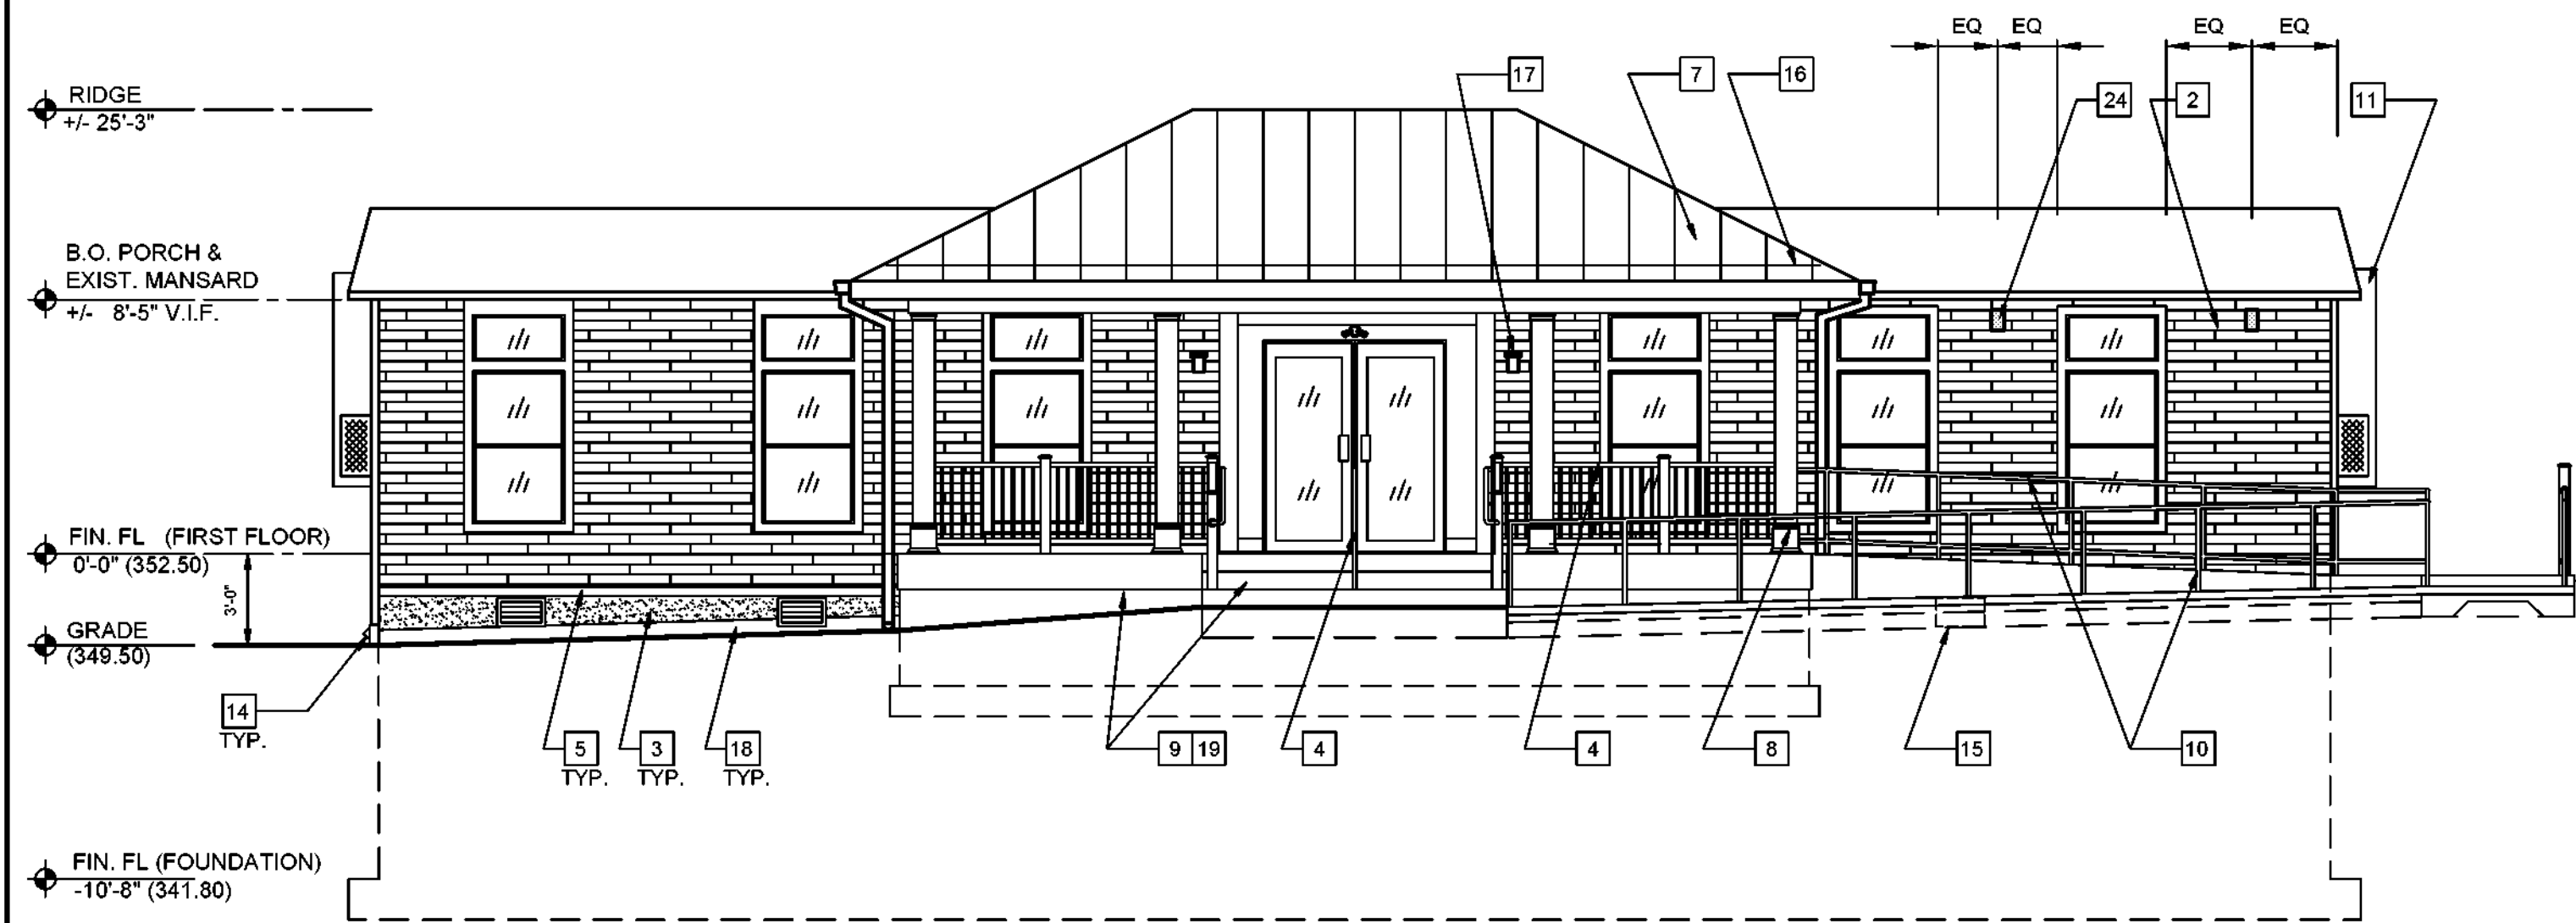 EQ EQ EQ EQ
17 7 16 24 2 11
RIDGE
+/- 25'-3"
B.O. PORCH &
EXIST. MANSARD
+/- 8'-5" V.I.F.
FIN. FL (FIRST FLOOR)
0'-0" (352.50)
3'-0"
GRADE
(349.50)
14
TYP.
5
TYP.
3
TYP.
18
TYP.
9 19
4
4
8
15
10
FIN. FL (FOUNDATION)
-10'-8" (341.80)